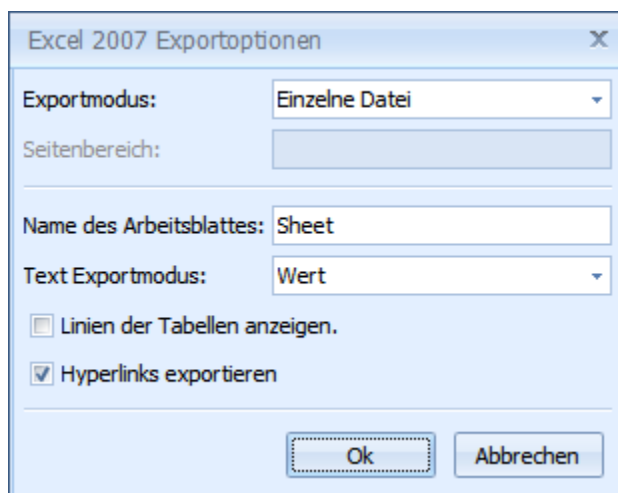 Excel 2007 Exportoptionen
Exportmodus: Einzelne Datei
Seitenbereich:
Name des Arbeitsblattes: Sheet
Text Exportmodus: Wert
Linien der Tabellen anzeigen.
Hyperlinks exportieren
Ok Abbrechen